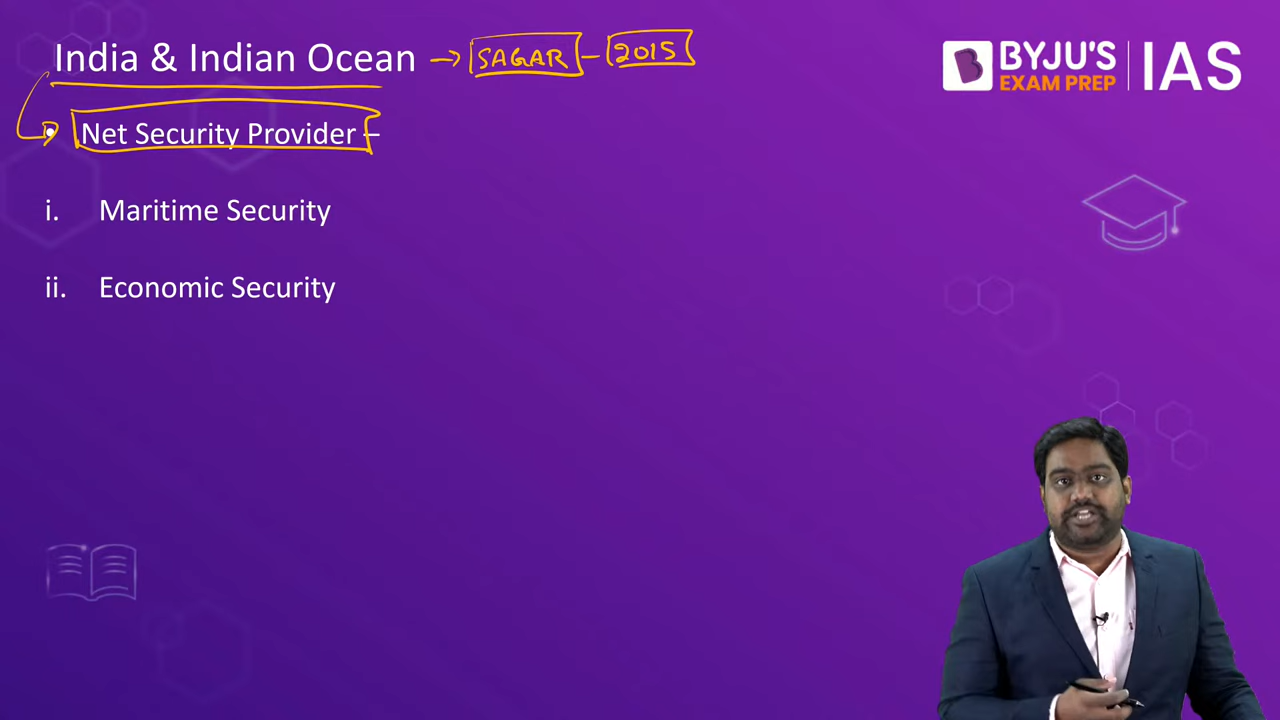 India & Indian Ocean → SAGAR – 2015
BYJU'S
EXAM PREP
IAS
• Net Security Provider –
i. Maritime Security
ii. Economic Security